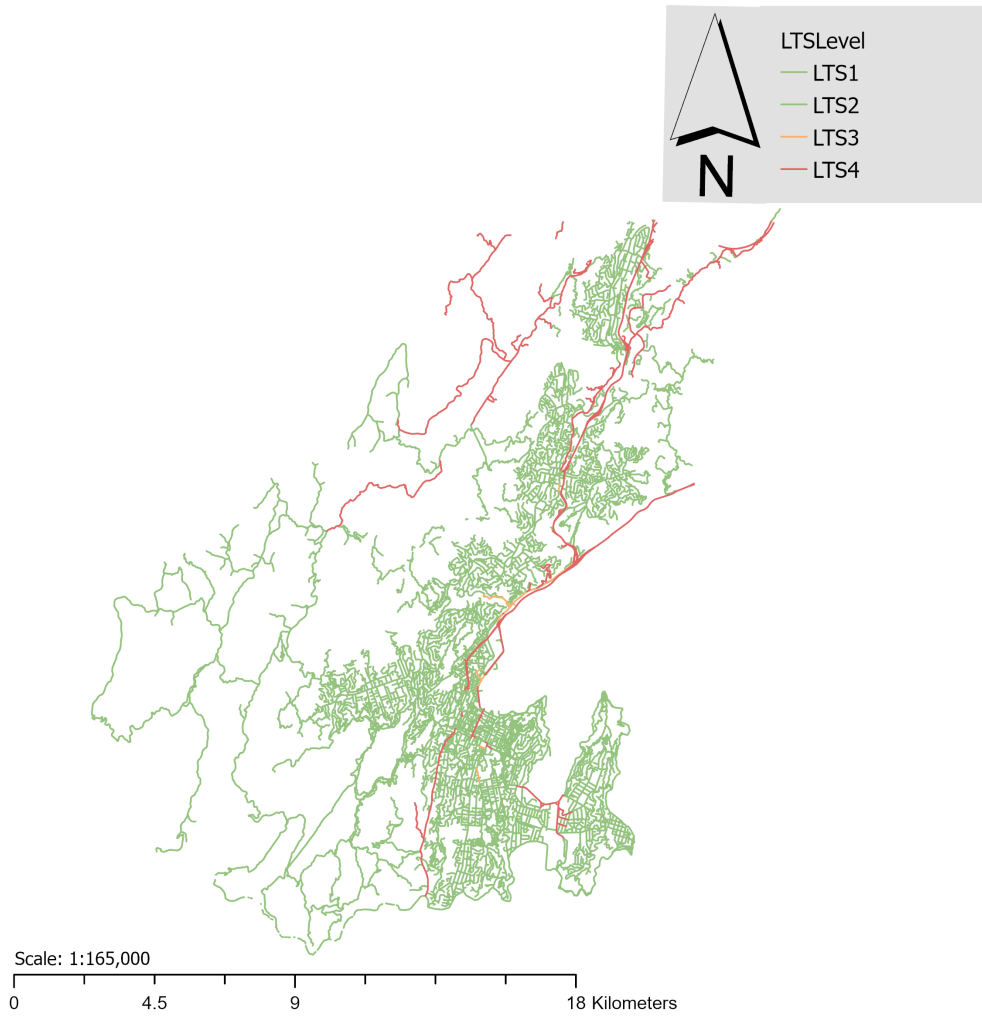 LTSLevel
LTS1
LTS2
LTS3
LTS4
N
Scale: 1:165,000
0 4.5 9 18 Kilometers